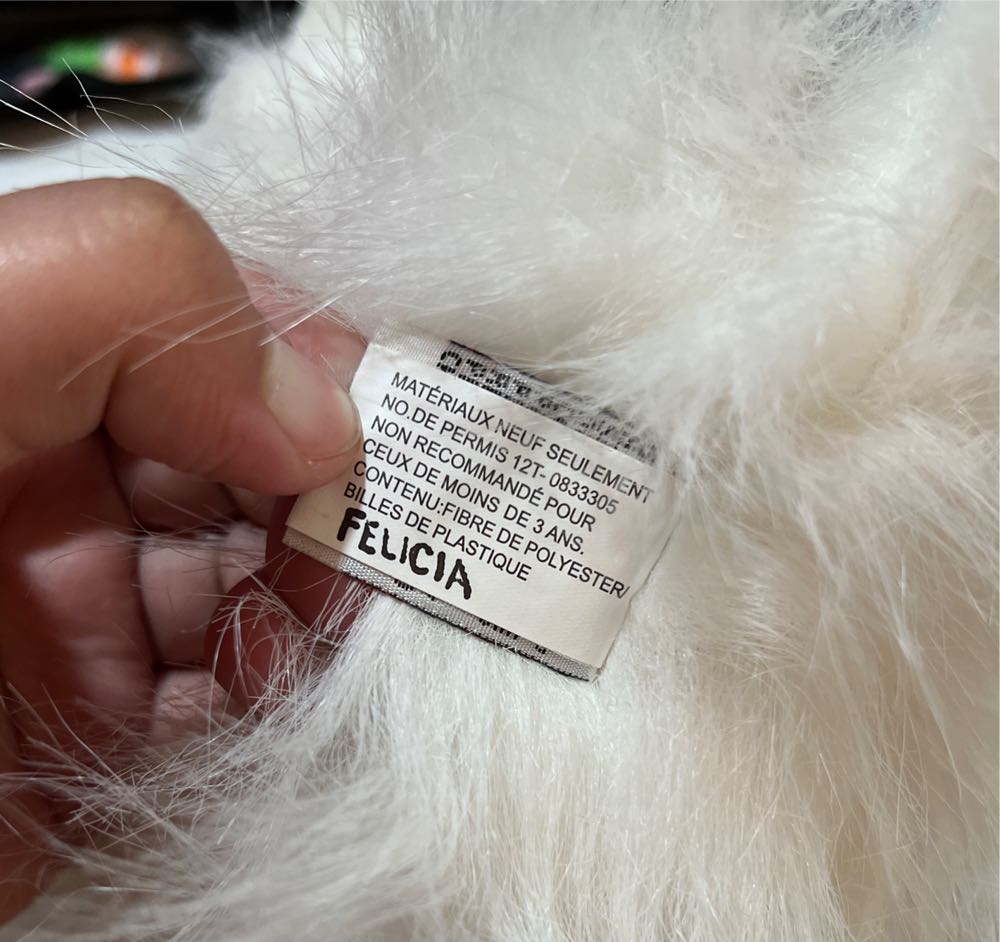 MATÉRIAUX NEUF SEULEMENT
NO.DE PERMIS 12T- 0833305
NON RECOMMANDÉ POUR
CEUX DE MOINS DE 3 ANS.
CONTENU:FIBRE DE POLYESTER/
BILLES DE PLASTIQUE
FELICIA